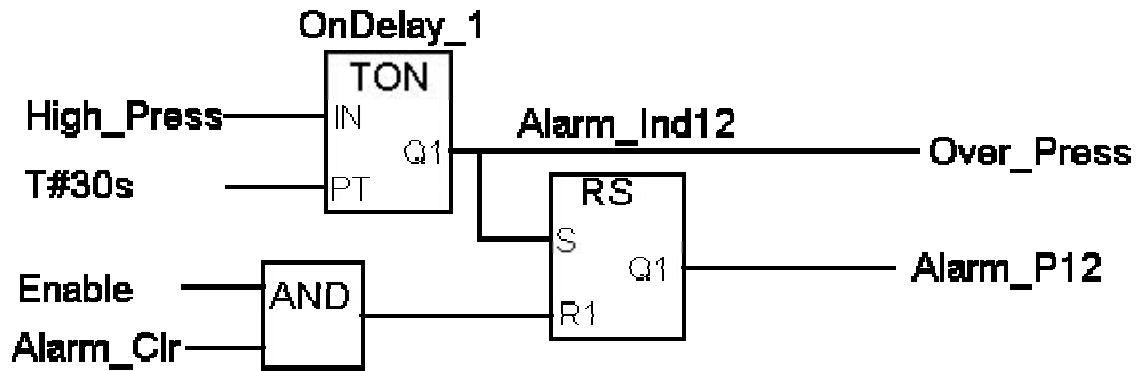 OnDelay_1
TON
High_Press
IN
Alarm_Ind12
Q1
Over_Press
T#30s
PT
RS
S
Q1
Alarm_P12
Enable
AND
R1
Alarm_Clr